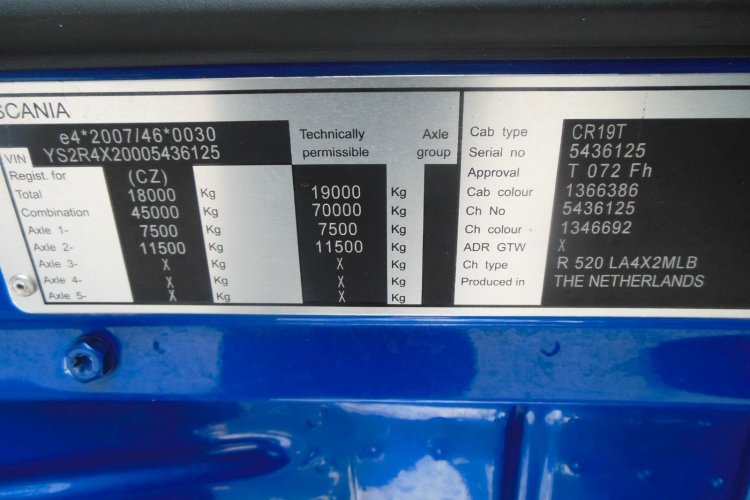 SCANIA
e4*2007/46*0030
VIN YS2R4X20005436125
Technically permissible
Axle group
Regist. for (CZ)
Total 18000 Kg 19000 Kg
Combination 45000 Kg 70000 Kg
Axle 1- 7500 Kg 7500 Kg
Axle 2- 11500 Kg 11500 Kg
Axle 3- X Kg X Kg
Axle 4- X Kg X Kg
Axle 5- X Kg X Kg
Cab type CR19T
Serial no 5436125
Approval T 072 Fh
Cab colour 1366386
Ch No 5436125
Ch colour 1346692
ADR GTW X
Ch type R 520 LA4X2MLB
Produced in THE NETHERLANDS